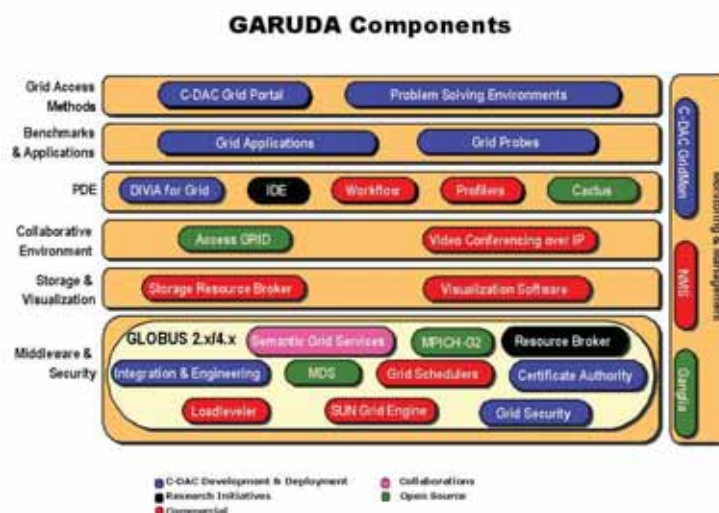 GARUDA Components
Grid Access
Methods
C-DAC Grid Portal
Problem Solving Environments
Benchmarks
& Applications
Grid Applications
Grid Probes
PDE
DIViA for Grid
IDE
Workflow
Profilers
Cactus
Collaborative
Environment
Access GRID
Video Conferencing over IP
Storage &
Visualization
Storage Resource Broker
Visualization Software
Middleware &
Security
GLOBUS 2.x/4.x
Semantic Grid Services
MPICH-G2
Resource Broker
Integration & Engineering
MDS
Grid Schedulers
Certificate Authority
Loadleveler
SUN Grid Engine
Grid Security
C-DAC GridMon
NMS
Ganglia
Monitoring & Management
C-DAC Development & Deployment
Collaborations
Research Initiatives
Open Source
Commercial